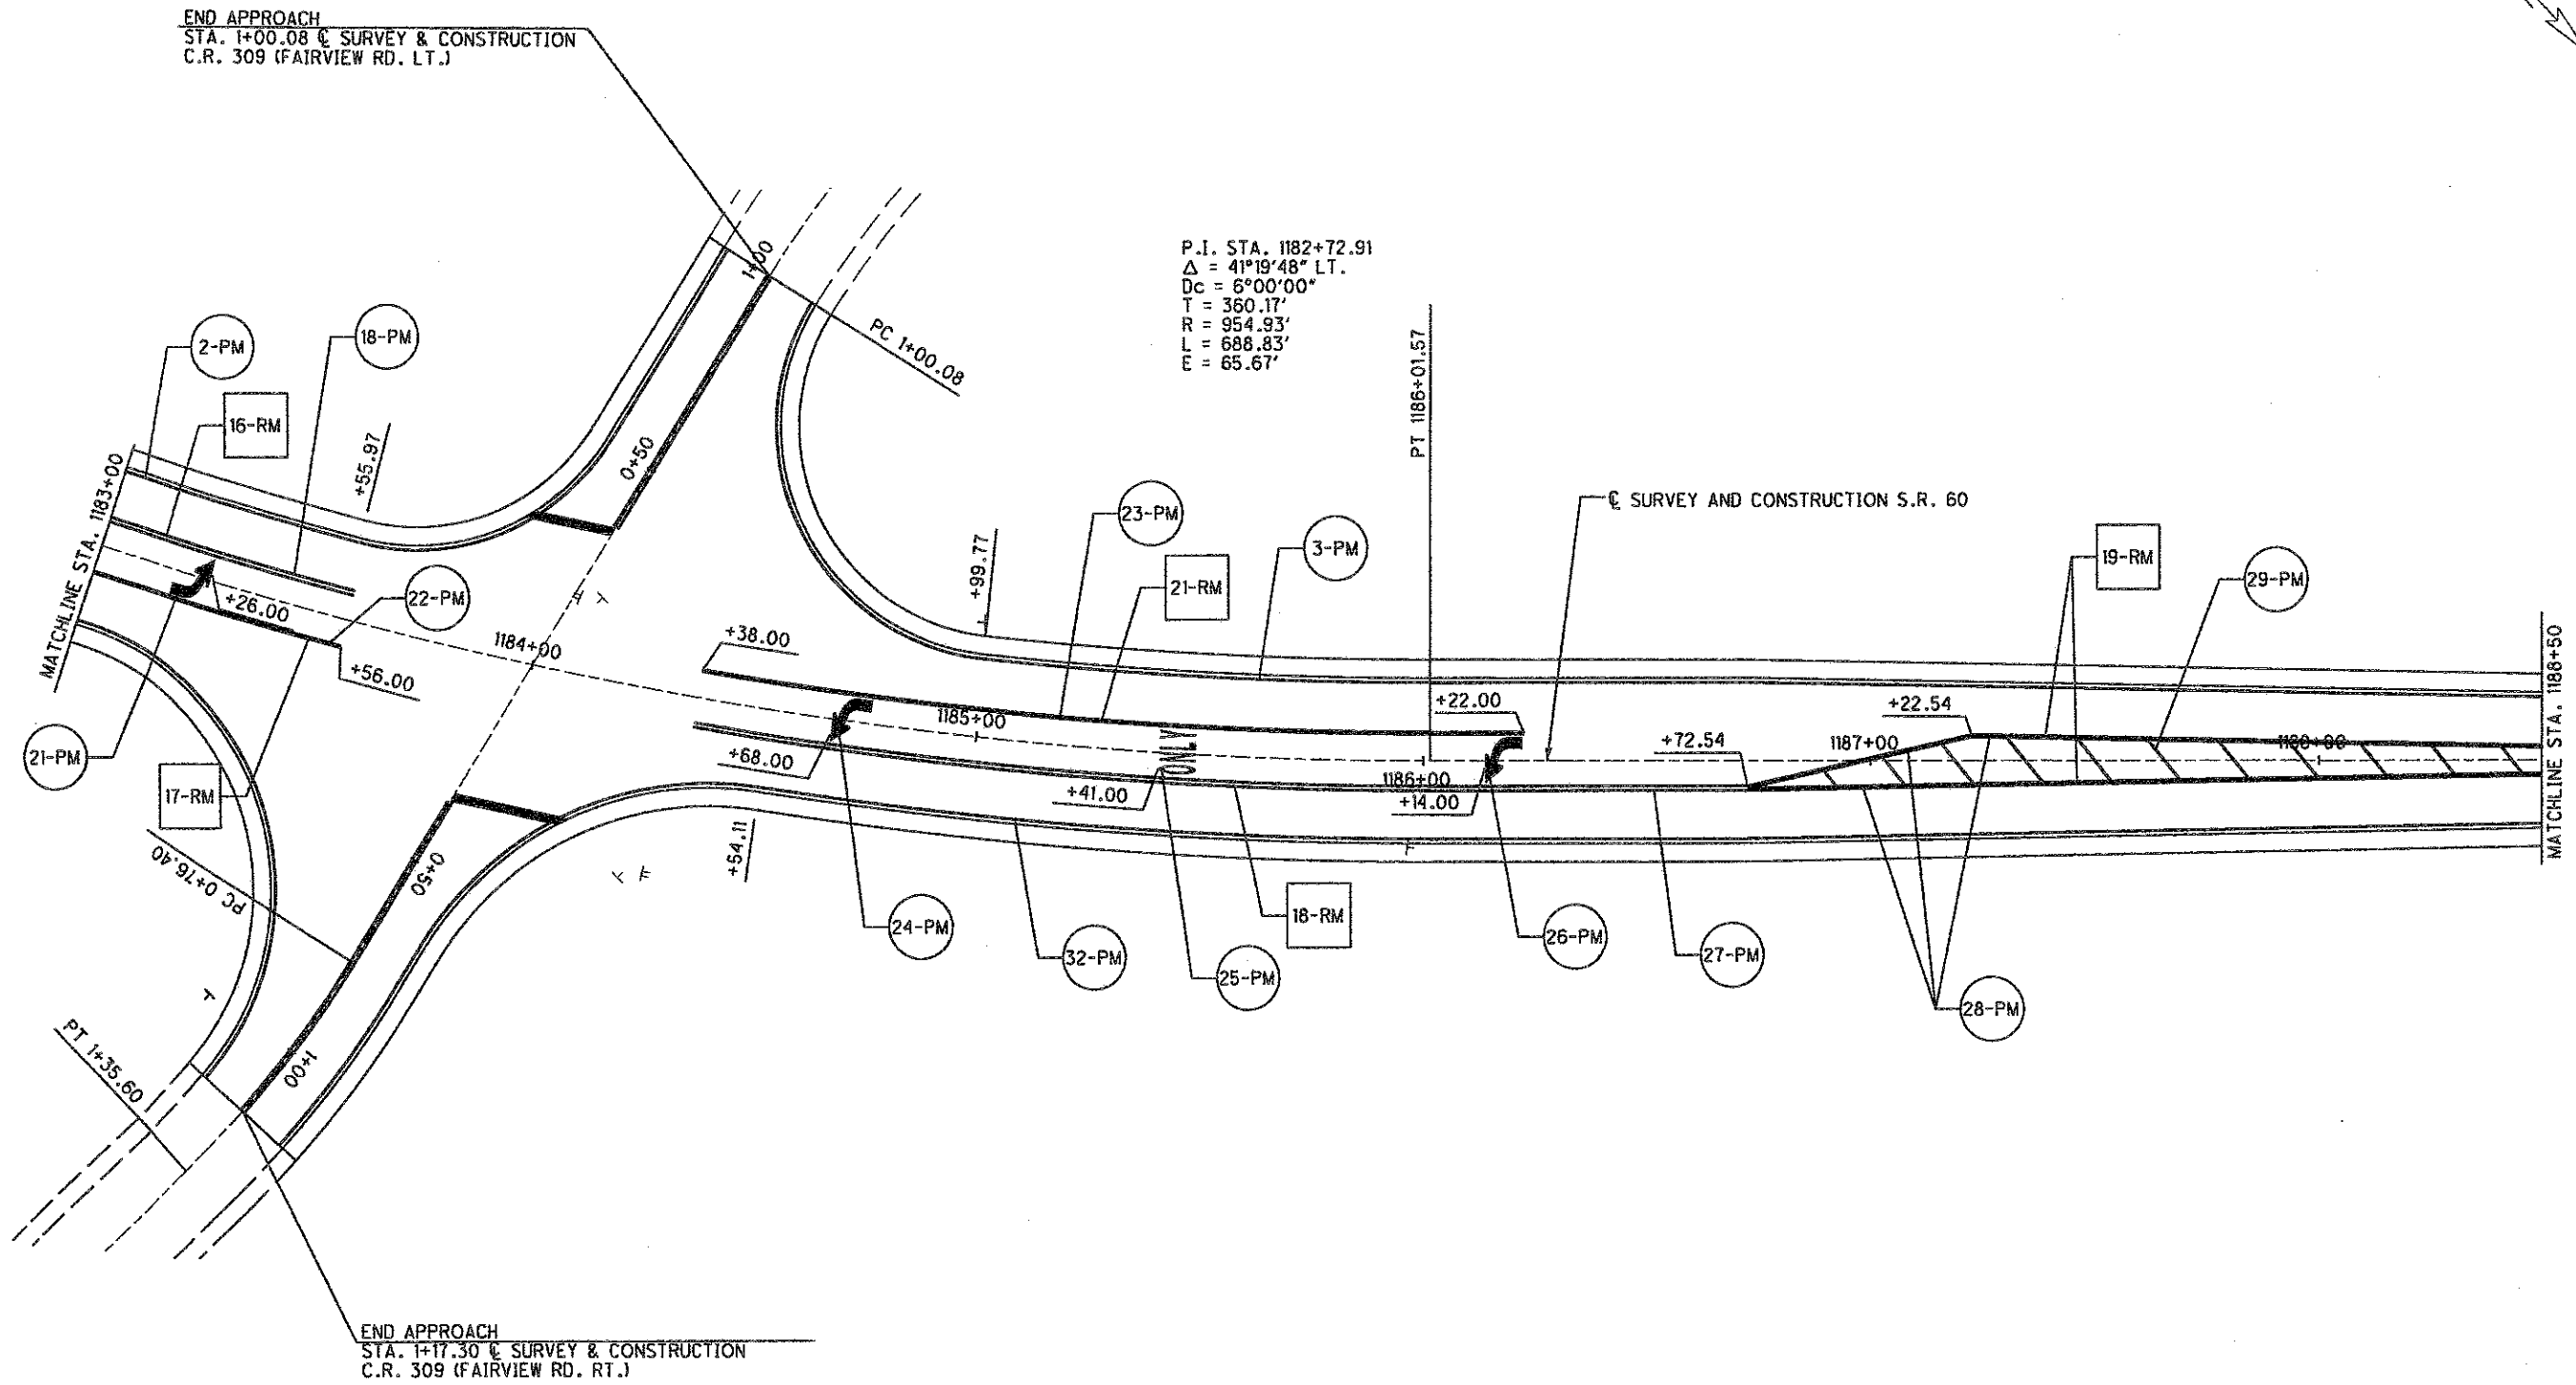 END APPROACH
STA. 1+00.08 ℄ SURVEY & CONSTRUCTION
C.R. 309 (FAIRVIEW RD. LT.)
P.I. STA. 1182+72.91
Δ = 41°19'48" LT.
Dc = 6°00'00"
T = 360.17'
R = 954.93'
L = 688.83'
E = 65.67'
1+00
PC 1+00.08
2-PM
18-PM
16-RM
+55.97
0+50
PT 1186+01.57
MATCHLINE STA. 1183+00
23-PM
3-PM
℄ SURVEY AND CONSTRUCTION S.R. 60
21-RM
19-RM
29-PM
+99.77
22-PM
+26.00
1184+00
+38.00
+56.00
21-PM
17-RM
1185+00
ONLY
+22.00
+22.54
+72.54
1187+00
MATCHLINE STA. 1188+50
+68.00
+41.00
1186+00
+14.00
+54.11
0+50
PC 0+76.40
24-PM
32-PM
25-PM
18-RM
26-PM
27-PM
28-PM
1+00
PT 1+35.60
END APPROACH
STA. 1+17.30 ℄ SURVEY & CONSTRUCTION
C.R. 309 (FAIRVIEW RD. RT.)